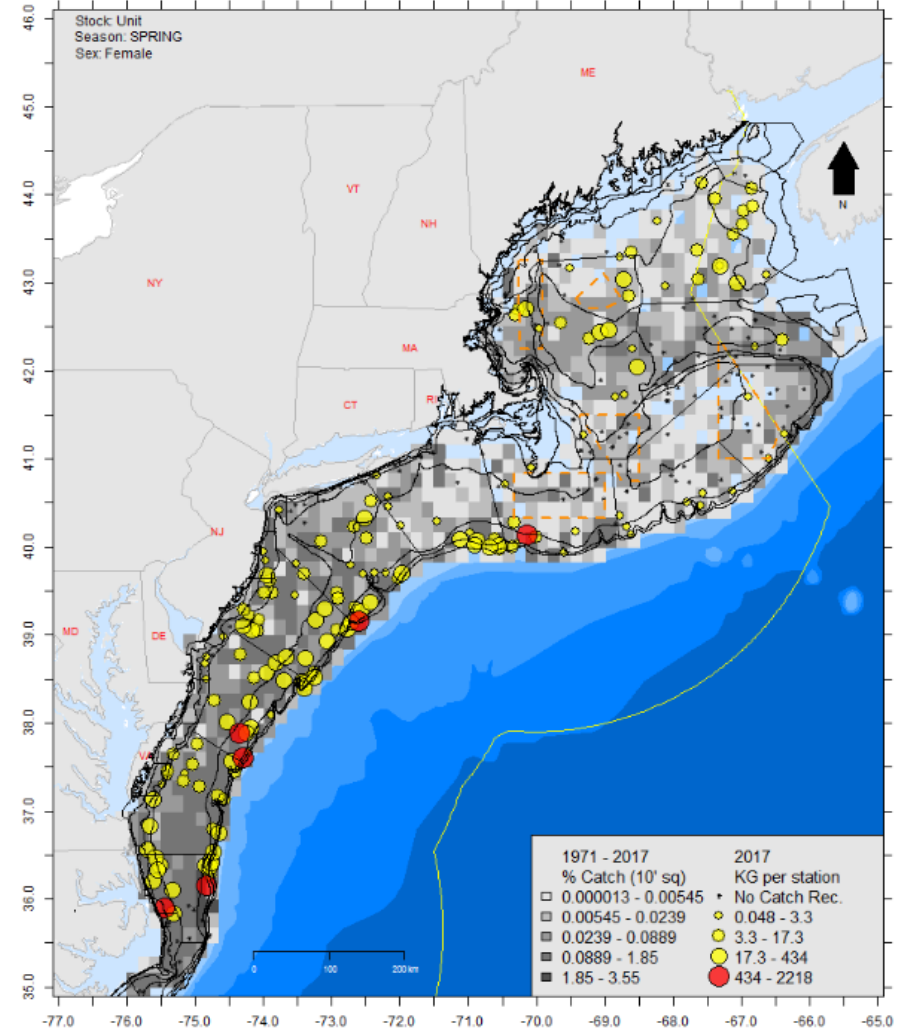 Stock: Unit
Season: SPRING
Sex: Female
46.0
45.0
44.0
43.0
42.0
41.0
40.0
39.0
38.0
37.0
36.0
35.0
ME
VT
NH
NY
MA
CT
RI
NJ
MD
DE
VA
N
0
100
200 km
1971 - 2017
% Catch (10' sq)
0.000013 - 0.00545
0.00545 - 0.0239
0.0239 - 0.0889
0.0889 - 1.85
1.85 - 3.55
2017
KG per station
No Catch Rec.
0.048 - 3.3
3.3 - 17.3
17.3 - 434
434 - 2218
-77.0 -76.0 -75.0 -74.0 -73.0 -72.0 -71.0 -70.0 -69.0 -68.0 -67.0 -66.0 -65.0